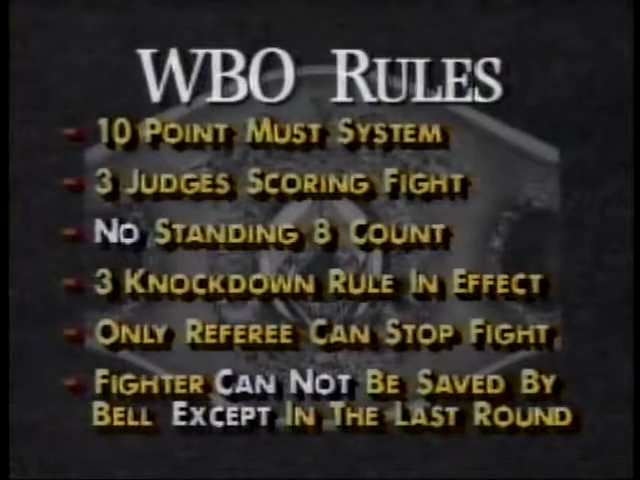 WBO RULES
- 10 POINT MUST SYSTEM
- 3 JUDGES SCORING FIGHT
- NO STANDING 8 COUNT
- 3 KNOCKDOWN RULE IN EFFECT
- ONLY REFEREE CAN STOP FIGHT
- FIGHTER CAN NOT BE SAVED BY
BELL EXCEPT IN THE LAST ROUND